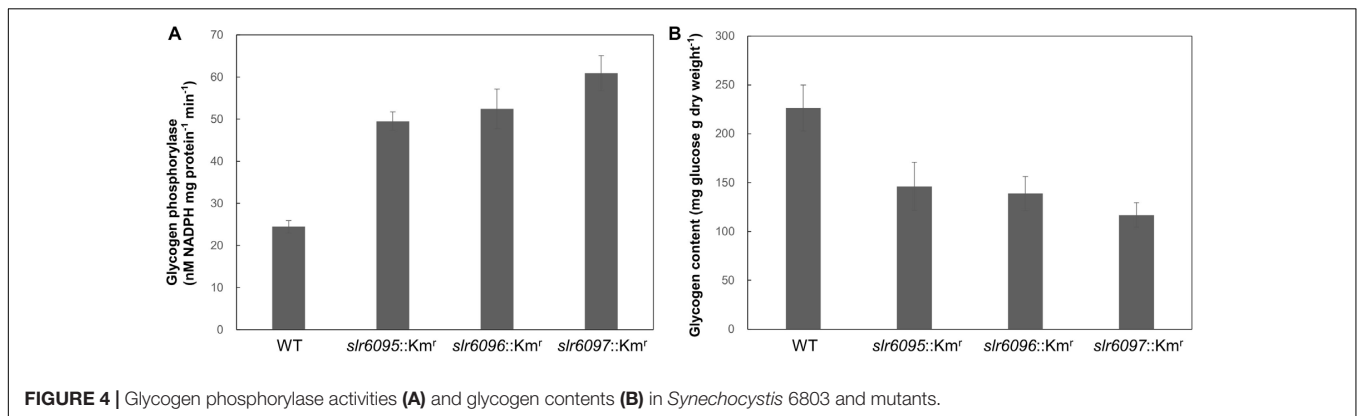 A
Glycogen phosphorylase
(nM NADPH mg protein⁻¹ min⁻¹)
70
60
50
40
30
20
10
0
WT
slr6095::Kmʳ
slr6096::Kmʳ
slr6097::Kmʳ
B
Glycogen content (mg glucose g dry weight⁻¹)
300
250
200
150
100
50
0
WT
slr6095::Kmʳ
slr6096::Kmʳ
slr6097::Kmʳ
FIGURE 4 | Glycogen phosphorylase activities (A) and glycogen contents (B) in Synechocystis 6803 and mutants.